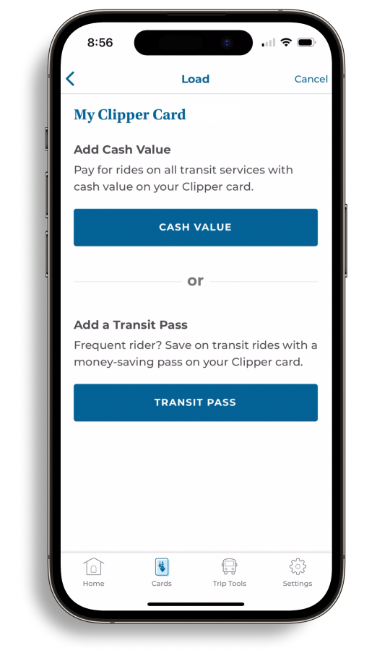 8:56
Load
Cancel
My Clipper Card
Add Cash Value
Pay for rides on all transit services with
cash value on your Clipper card.
CASH VALUE
or
Add a Transit Pass
Frequent rider? Save on transit rides with a
money-saving pass on your Clipper card.
TRANSIT PASS
Home
Cards
Trip Tools
Settings